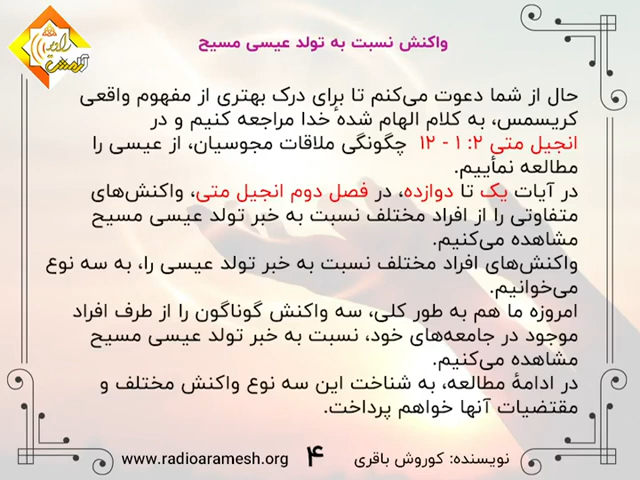 رادیو
آرامش
واکنش نسبت به تولد عیسی مسیح
حال از شما دعوت می‌کنم تا برای درک بهتری از مفهوم واقعی
کریسمس، به کلام الهام شدهٔ خدا مراجعه کنیم و در
انجیل متی ۲: ۱ - ۱۲ چگونگی ملاقات مجوسیان، از عیسی را
مطالعه نمأییم.
در آیات یک تا دوازده، در فصل دوم انجیل متی، واکنش‌های
متفاوتی را از افراد مختلف نسبت به خبر تولد عیسی مسیح
مشاهده می‌کنیم.
واکنش‌های افراد مختلف نسبت به خبر تولد عیسی را، به سه نوع
می‌خوانیم.
امروزه ما هم به طور کلی، سه واکنش گوناگون را از طرف افراد
موجود در جامعه‌های خود، نسبت به خبر تولد عیسی مسیح
مشاهده می‌کنیم.
در ادامهٔ مطالعه، به شناخت این سه نوع واکنش مختلف و
مقتضیات آنها خواهم پرداخت.
نویسنده: کوروش باقری ۴ www.radioaramesh.org